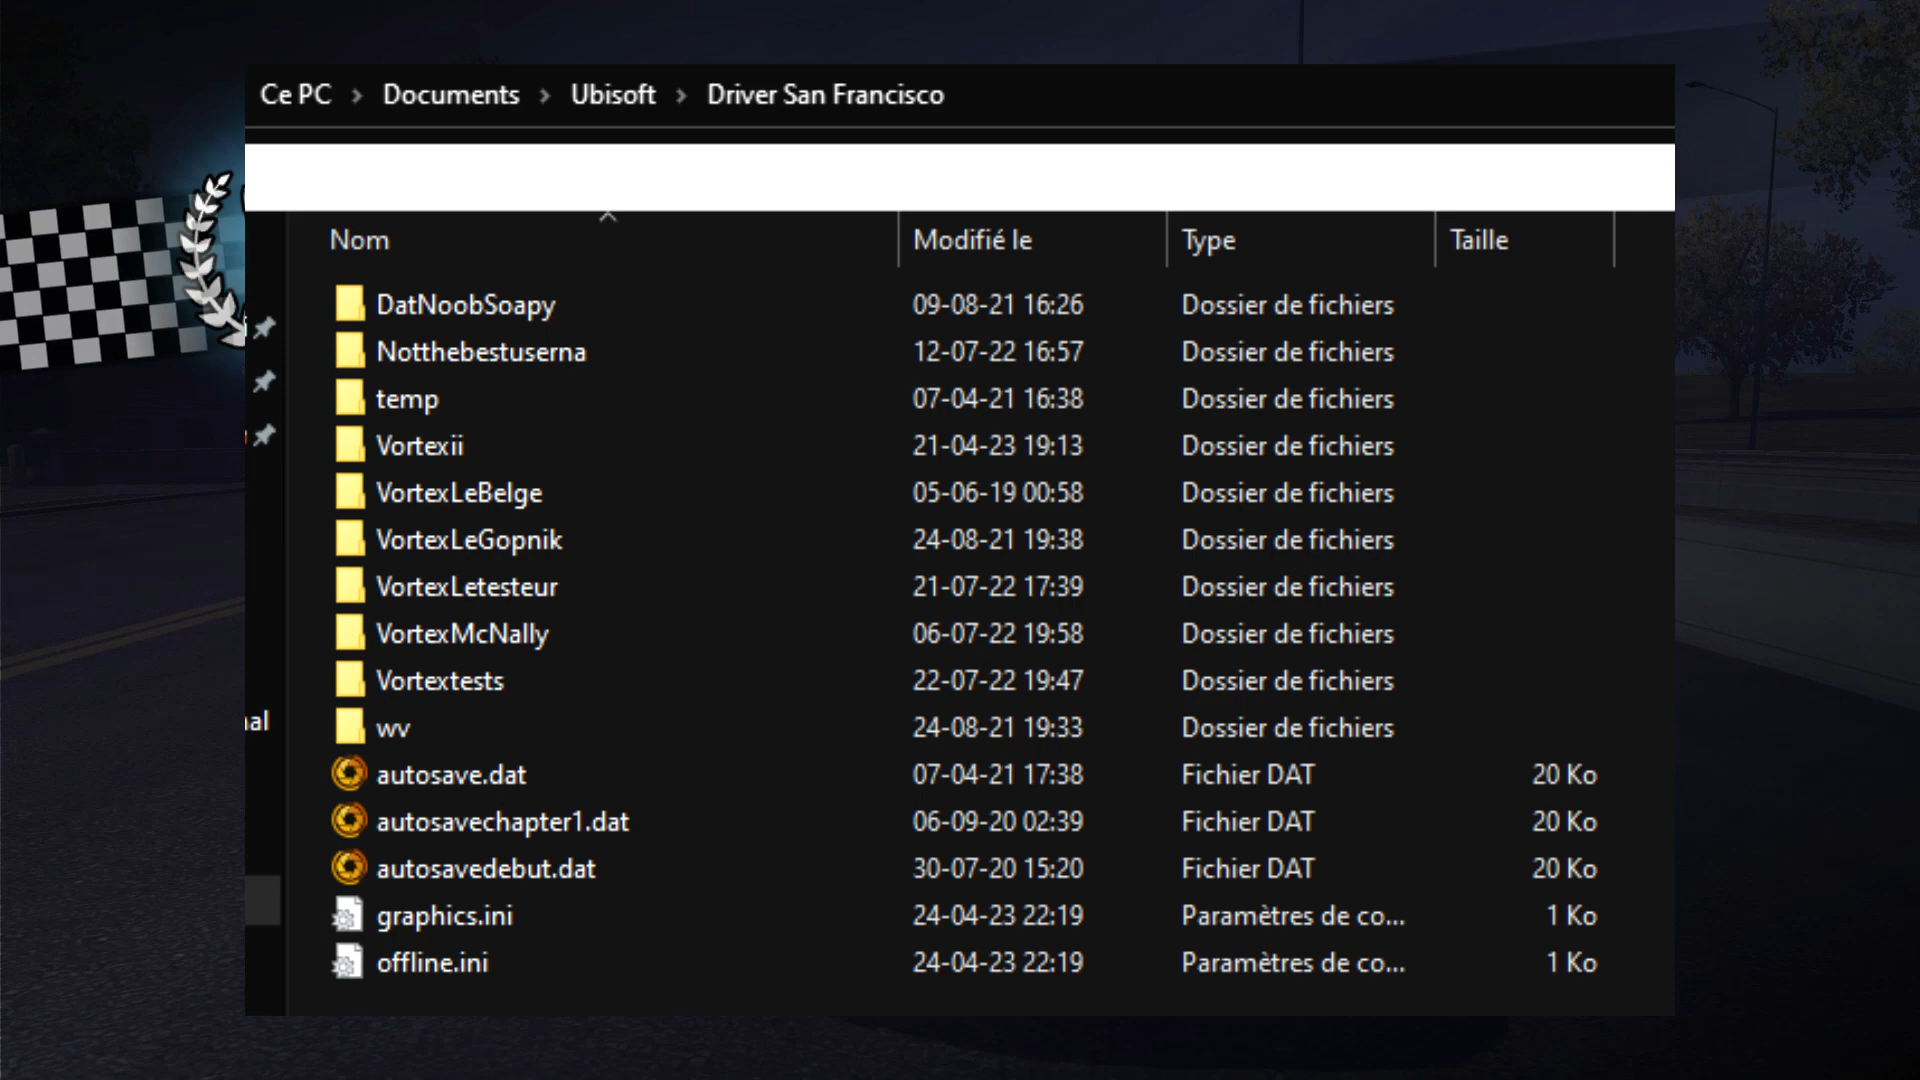 Ce PC > Documents > Ubisoft > Driver San Francisco
Nom Modifié le Type Taille
DatNoobSoapy 09-08-21 16:26 Dossier de fichiers
Notthebestuserna 12-07-22 16:57 Dossier de fichiers
temp 07-04-21 16:38 Dossier de fichiers
Vortexii 21-04-23 19:13 Dossier de fichiers
VortexLeBelge 05-06-19 00:58 Dossier de fichiers
VortexLeGopnik 24-08-21 19:38 Dossier de fichiers
VortexLetesteur 21-07-22 17:39 Dossier de fichiers
VortexMcNally 06-07-22 19:58 Dossier de fichiers
Vortextests 22-07-22 19:47 Dossier de fichiers
wv 24-08-21 19:33 Dossier de fichiers
autosave.dat 07-04-21 17:38 Fichier DAT 20 Ko
autosavechapter1.dat 06-09-20 02:39 Fichier DAT 20 Ko
autosavedebut.dat 30-07-20 15:20 Fichier DAT 20 Ko
graphics.ini 24-04-23 22:19 Paramètres de co... 1 Ko
offline.ini 24-04-23 22:19 Paramètres de co... 1 Ko